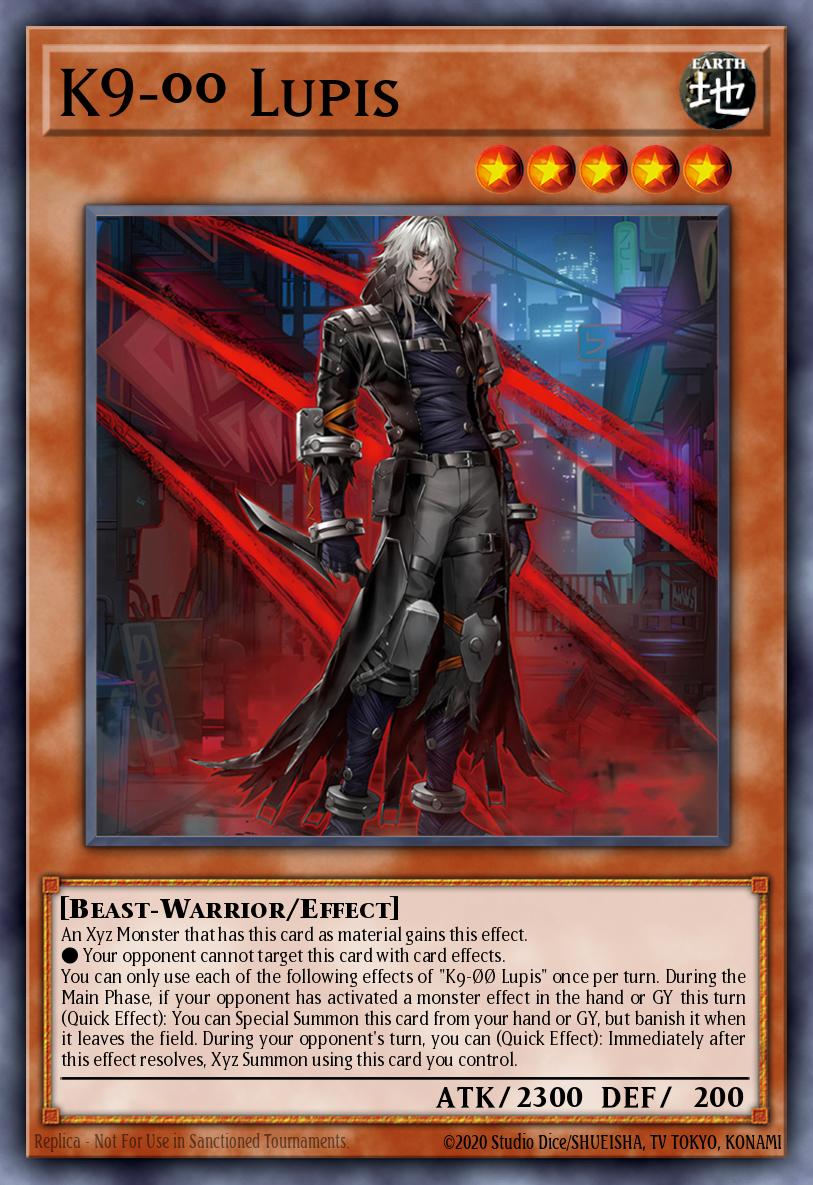 K9-00 Lupis
EARTH
地
[Beast-Warrior/Effect]
An Xyz Monster that has this card as material gains this effect.
● Your opponent cannot target this card with card effects.
You can only use each of the following effects of "K9-ØØ Lupis" once per turn. During the
Main Phase, if your opponent has activated a monster effect in the hand or GY this turn
(Quick Effect): You can Special Summon this card from your hand or GY, but banish it when
it leaves the field. During your opponent's turn, you can (Quick Effect): Immediately after
this effect resolves, Xyz Summon using this card you control.
ATK/2300 DEF/ 200
Replica - Not For Use in Sanctioned Tournaments.
©2020 Studio Dice/SHUEISHA, TV TOKYO, KONAMI